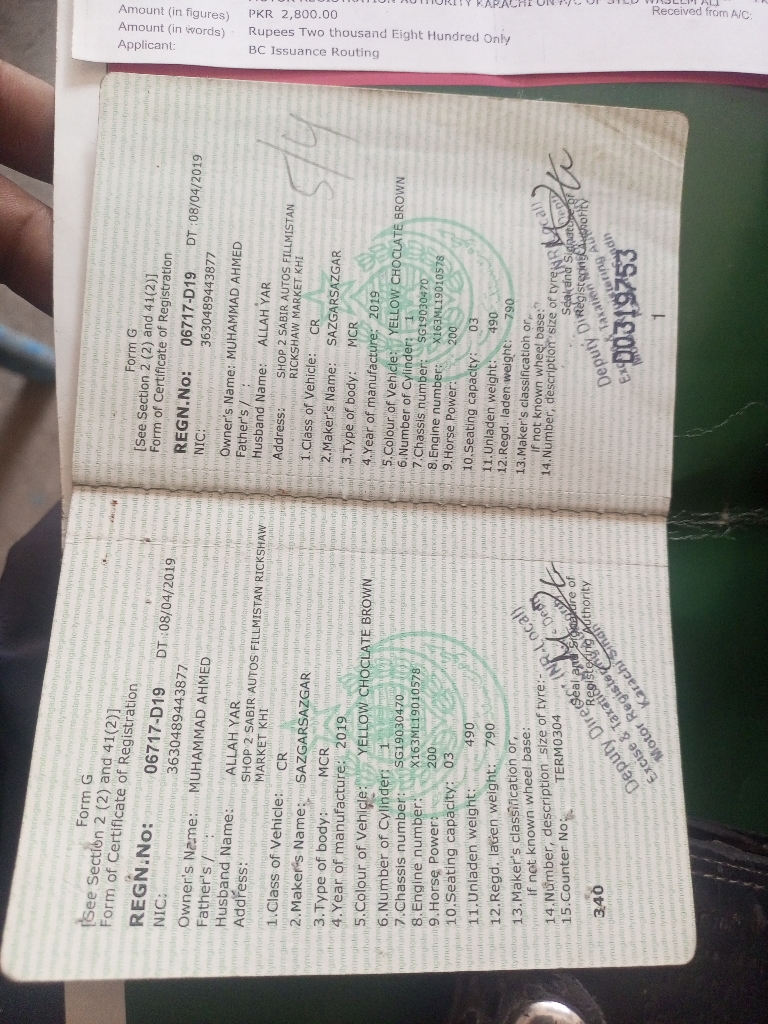 MOTOR REGISTRATION AUTHORITY KARACHI ON A/C OF SYED WASEEM ALI
Received from A/C:
Amount (in figures) PKR 2,800.00
Amount (in words) Rupees Two thousand Eight Hundred Only
Applicant: BC Issuance Routing
Form G
[See Section 2 (2) and 41(2)]
Form of Certificate of Registration
REGN.No: 06717-D19 DT :08/04/2019
NIC: 3630489443877
Owner's Name: MUHAMMAD AHMED
Father's / :
Husband Name: ALLAH YAR
Address: SHOP 2 SABIR AUTOS FILLMISTAN RICKSHAW
MARKET KHI
1.Class of Vehicle: CR
2.Maker's Name: SAZGARSAZGAR
3.Type of body: MCR
4.Year of manufacture: 2019
5.Colour of Vehicle: YELLOW CHOCLATE BROWN
6.Number of Cylinder: 1
7.Chassis number: SG19030470
8.Engine number: X163ML19010578
9.Horse Power: 200
10.Seating capacity: 03
11.Unladen weight: 490
12.Regd. laden weight: 790
13.Maker's classification or,
if not known wheel base:
14.Number, description ,size of tyre:-
15.Counter No: TERM0304
Seal and Signature of
Registering Authority
340
Form G
[See Section 2 (2) and 41(2)]
Form of Certificate of Registration
REGN.No: 06717-D19 DT :08/04/2019
NIC: 3630489443877
Owner's Name: MUHAMMAD AHMED
Father's / :
Husband Name: ALLAH YAR
Address: SHOP 2 SABIR AUTOS FILLMISTAN
RICKSHAW MARKET KHI
1.Class of Vehicle: CR
2.Maker's Name: SAZGARSAZGAR
3.Type of body: MCR
4.Year of manufacture: 2019
5.Colour of Vehicle: YELLOW CHOCLATE BROWN
6.Number of Cylinder: 1
7.Chassis number: SG19030470
8.Engine number: X163ML19010578
9.Horse Power: 200
10.Seating capacity: 03
11.Unladen weight: 490
12.Regd. laden weight: 790
13.Maker's classification or,
if not known wheel base:
14.Number, description,size of tyre
Seal and Signature of
Registering Authority
D0319753
1
5/4